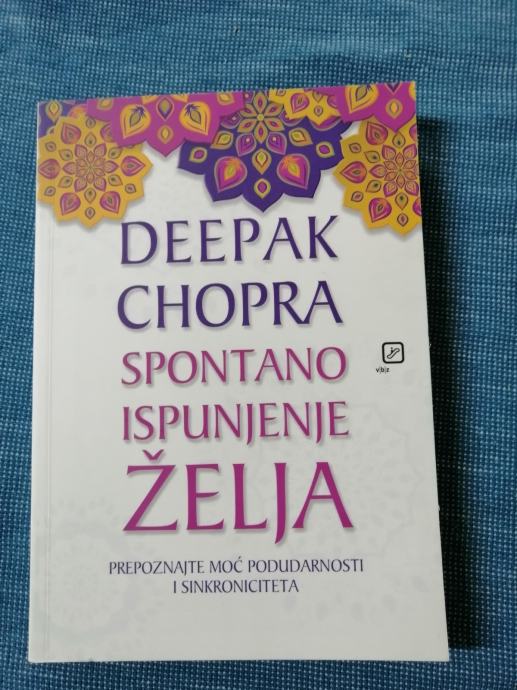 DEEPAK
CHOPRA
SPONTANO
ISPUNJENJE
ŽELJA
v|b|z
PREPOZNAJTE MOĆ PODUDARNOSTI
I SINKRONICITETA